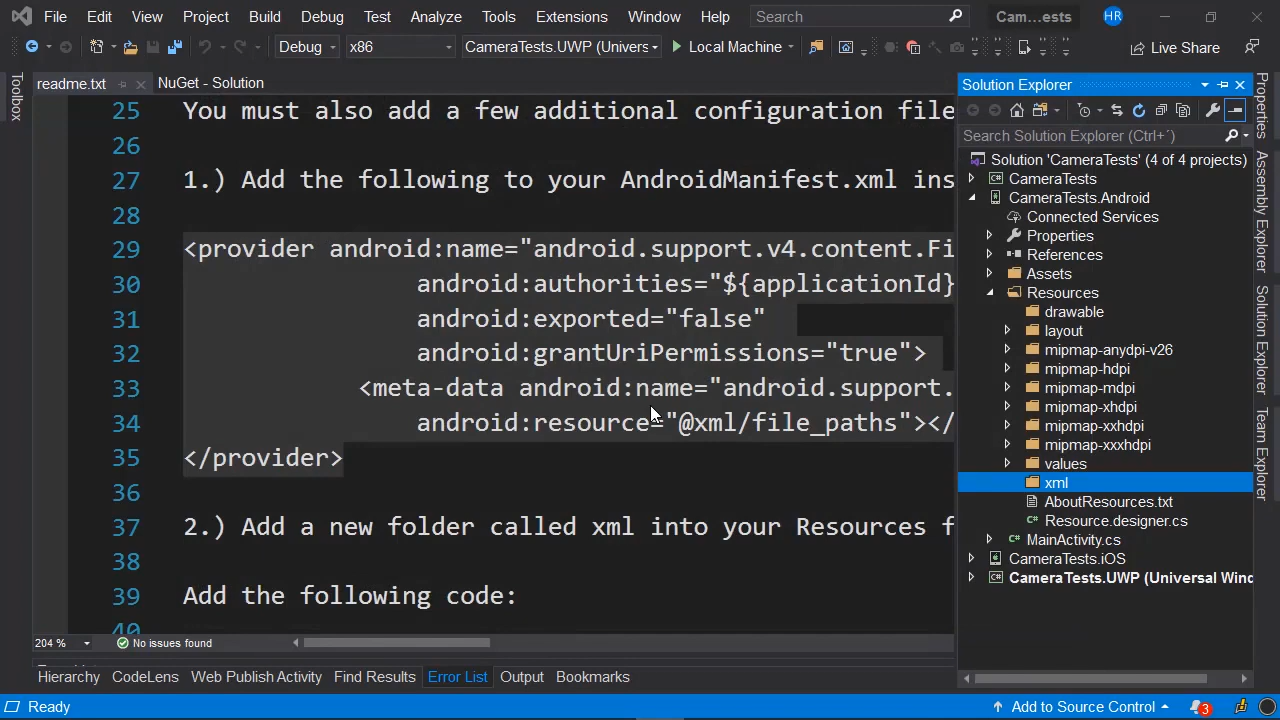 File Edit View Project Build Debug Test Analyze Tools Extensions Window Help Search Cam...ests HR
Debug x86 CameraTests.UWP (Univers Local Machine Live Share
readme.txt NuGet - Solution
Toolbox
25 You must also add a few additional configuration file
26
27 1.) Add the following to your AndroidManifest.xml ins
28
29 <provider android:name="android.support.v4.content.Fi
30 android:authorities="${applicationId}
31 android:exported="false"
32 android:grantUriPermissions="true">
33 <meta-data android:name="android.support.
34 android:resource="@xml/file_paths"></
35 </provider>
36
37 2.) Add a new folder called xml into your Resources f
38
39 Add the following code:
40
204 % No issues found
Hierarchy CodeLens Web Publish Activity Find Results Error List Output Bookmarks
Solution Explorer
Search Solution Explorer (Ctrl+´)
Solution 'CameraTests' (4 of 4 projects)
CameraTests
CameraTests.Android
Connected Services
Properties
References
Assets
Resources
drawable
layout
mipmap-anydpi-v26
mipmap-hdpi
mipmap-mdpi
mipmap-xhdpi
mipmap-xxhdpi
mipmap-xxxhdpi
values
xml
AboutResources.txt
Resource.designer.cs
MainActivity.cs
CameraTests.iOS
CameraTests.UWP (Universal Wind
Properties
Assembly Explorer
Solution Explorer
Team Explorer
Ready Add to Source Control 3